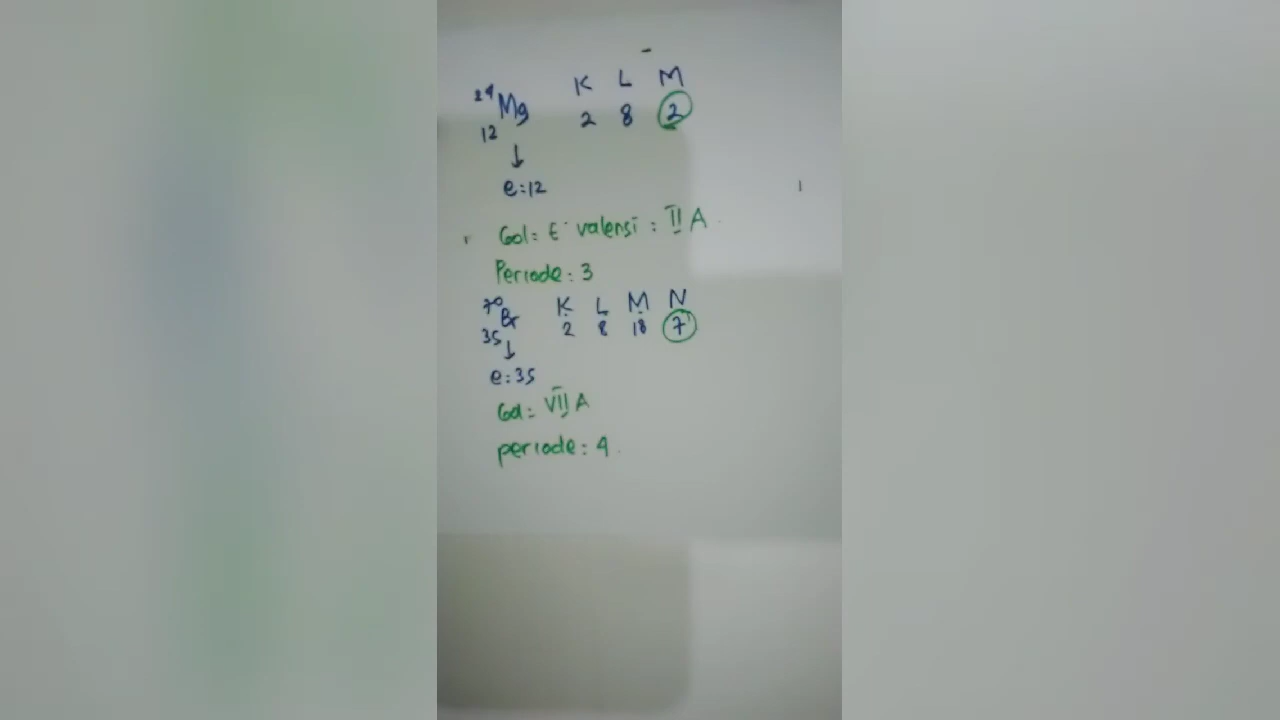 K L M
24 Mg 2 8 2
12
↓
e:12
Gol: e⁻ valensi : II A
Periode : 3
70 Br K L M N
35 2 8 18 7
↓
e:35
Gol : VII A
periode : 4